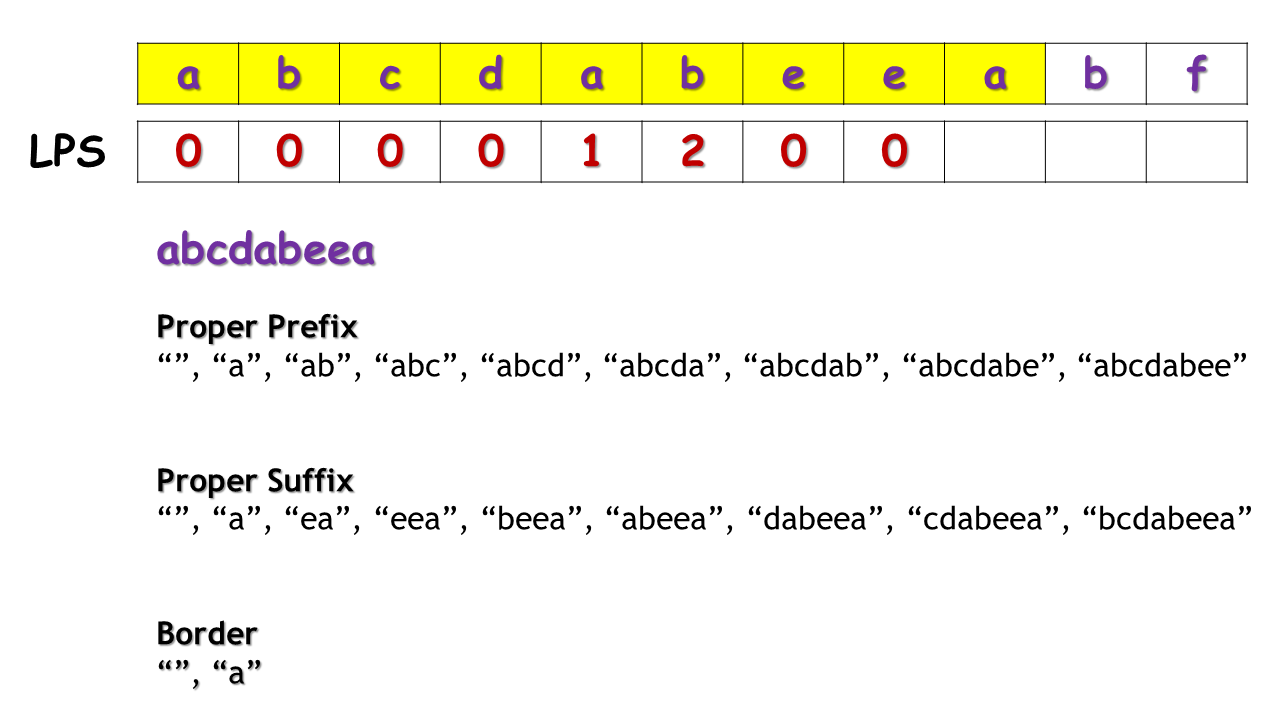 a b c d a b e e a b f
LPS 0 0 0 0 1 2 0 0
abcdabeea
Proper Prefix
“”, “a”, “ab”, “abc”, “abcd”, “abcda”, “abcdab”, “abcdabe”, “abcdabee”
Proper Suffix
“”, “a”, “ea”, “eea”, “beea”, “abeea”, “dabeea”, “cdabeea”, “bcdabeea”
Border
“”, “a”